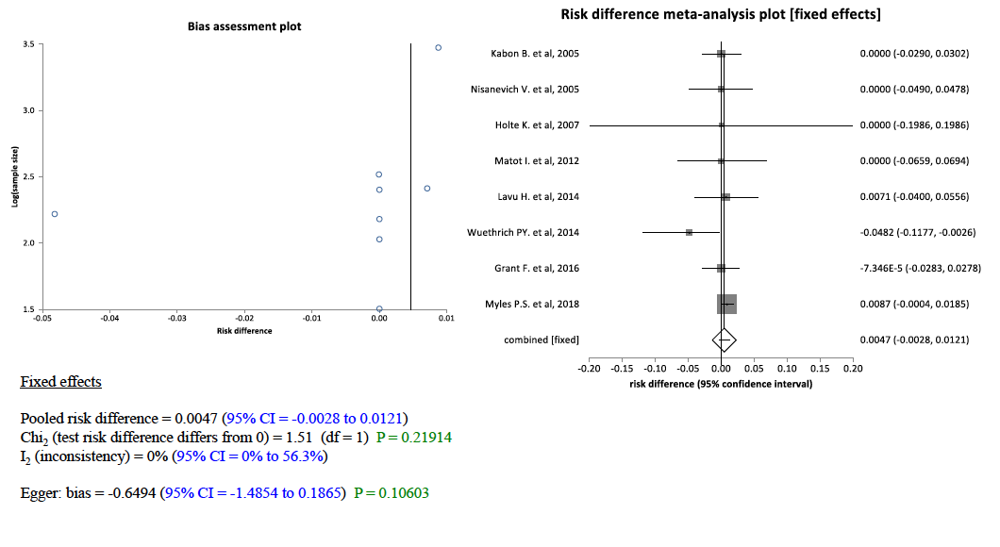 Bias assessment plot
3.5
3.0
2.5
2.0
1.5
Log(sample size)
-0.05
-0.04
-0.03
-0.02
-0.01
0.00
0.01
Risk difference
Risk difference meta-analysis plot [fixed effects]
Kabon B. et al, 2005 0.0000 (-0.0290, 0.0302)
Nisanevich V. et al, 2005 0.0000 (-0.0490, 0.0478)
Holte K. et al, 2007 0.0000 (-0.1986, 0.1986)
Matot I. et al, 2012 0.0000 (-0.0659, 0.0694)
Lavu H. et al, 2014 0.0071 (-0.0400, 0.0556)
Wuethrich PY. et al, 2014 -0.0482 (-0.1177, -0.0026)
Grant F. et al, 2016 -7.346E-5 (-0.0283, 0.0278)
Myles P.S. et al, 2018 0.0087 (-0.0004, 0.0185)
combined [fixed] 0.0047 (-0.0028, 0.0121)
-0.20 -0.15 -0.10 -0.05 0.00 0.05 0.10 0.15 0.20
risk difference (95% confidence interval)
Fixed effects
Pooled risk difference = 0.0047 (95% CI = -0.0028 to 0.0121)
Chi₂ (test risk difference differs from 0) = 1.51 (df = 1) P = 0.21914
I₂ (inconsistency) = 0% (95% CI = 0% to 56.3%)
Egger: bias = -0.6494 (95% CI = -1.4854 to 0.1865) P = 0.10603